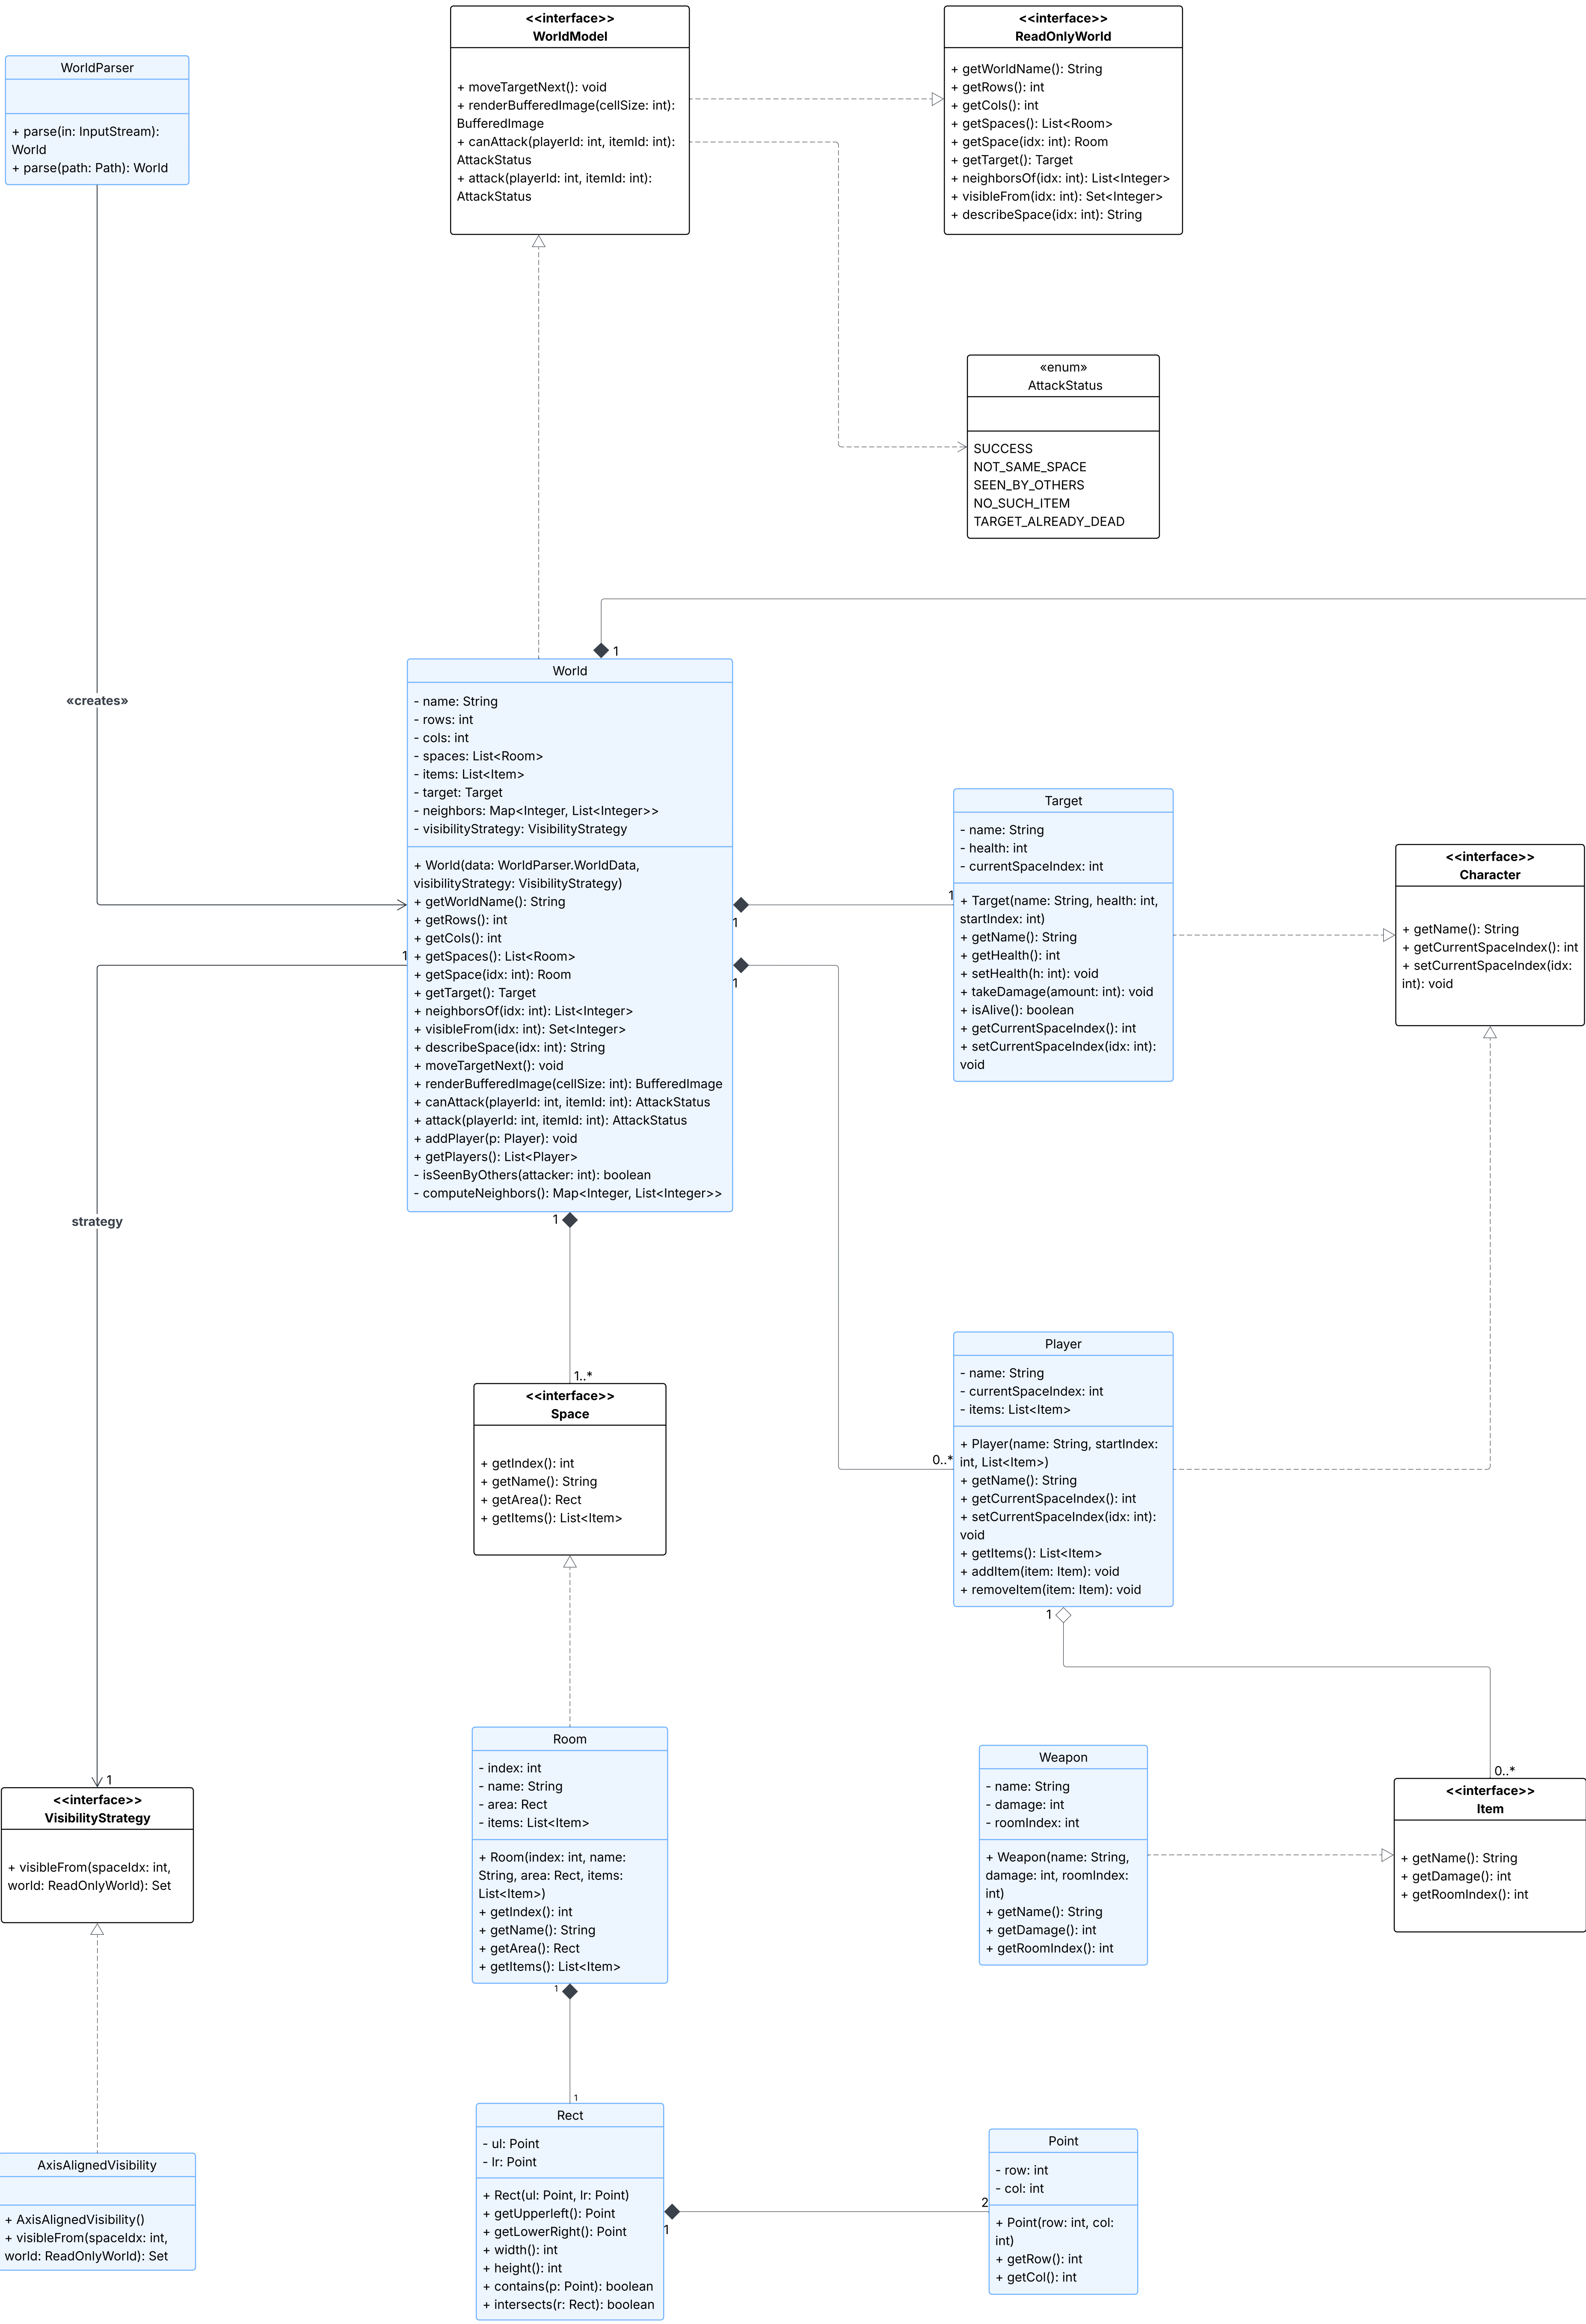 <<interface>>
WorldModel
+ moveTargetNext(): void
+ renderBufferedImage(cellSize: int):
BufferedImage
+ canAttack(playerId: int, itemId: int):
AttackStatus
+ attack(playerId: int, itemId: int):
AttackStatus
<<interface>>
ReadOnlyWorld
+ getWorldName(): String
+ getRows(): int
+ getCols(): int
+ getSpaces(): List<Room>
+ getSpace(idx: int): Room
+ getTarget(): Target
+ neighborsOf(idx: int): List<Integer>
+ visibleFrom(idx: int): Set<Integer>
+ describeSpace(idx: int): String
WorldParser
+ parse(in: InputStream):
World
+ parse(path: Path): World
«enum»
AttackStatus
SUCCESS
NOT_SAME_SPACE
SEEN_BY_OTHERS
NO_SUCH_ITEM
TARGET_ALREADY_DEAD
1
«creates»
World
- name: String
- rows: int
- cols: int
- spaces: List<Room>
- items: List<Item>
- target: Target
- neighbors: Map<Integer, List<Integer>>
- visibilityStrategy: VisibilityStrategy
+ World(data: WorldParser.WorldData,
visibilityStrategy: VisibilityStrategy)
+ getWorldName(): String
+ getRows(): int
+ getCols(): int
+ getSpaces(): List<Room>
+ getSpace(idx: int): Room
+ getTarget(): Target
+ neighborsOf(idx: int): List<Integer>
+ visibleFrom(idx: int): Set<Integer>
+ describeSpace(idx: int): String
+ moveTargetNext(): void
+ renderBufferedImage(cellSize: int): BufferedImage
+ canAttack(playerId: int, itemId: int): AttackStatus
+ attack(playerId: int, itemId: int): AttackStatus
+ addPlayer(p: Player): void
+ getPlayers(): List<Player>
- isSeenByOthers(attacker: int): boolean
- computeNeighbors(): Map<Integer, List<Integer>>
1
1
1
1
Target
- name: String
- health: int
- currentSpaceIndex: int
+ Target(name: String, health: int,
startIndex: int)
+ getName(): String
+ getHealth(): int
+ setHealth(h: int): void
+ takeDamage(amount: int): void
+ isAlive(): boolean
+ getCurrentSpaceIndex(): int
+ setCurrentSpaceIndex(idx: int):
void
<<interface>>
Character
+ getName(): String
+ getCurrentSpaceIndex(): int
+ setCurrentSpaceIndex(idx:
int): void
strategy
1
1..*
<<interface>>
Space
+ getIndex(): int
+ getName(): String
+ getArea(): Rect
+ getItems(): List<Item>
0..*
Player
- name: String
- currentSpaceIndex: int
- items: List<Item>
+ Player(name: String, startIndex:
int, List<Item>)
+ getName(): String
+ getCurrentSpaceIndex(): int
+ setCurrentSpaceIndex(idx: int):
void
+ getItems(): List<Item>
+ addItem(item: Item): void
+ removeItem(item: Item): void
1
0..*
1
<<interface>>
VisibilityStrategy
+ visibleFrom(spaceIdx: int,
world: ReadOnlyWorld): Set
Room
- index: int
- name: String
- area: Rect
- items: List<Item>
+ Room(index: int, name:
String, area: Rect, items:
List<Item>)
+ getIndex(): int
+ getName(): String
+ getArea(): Rect
+ getItems(): List<Item>
Weapon
- name: String
- damage: int
- roomIndex: int
+ Weapon(name: String,
damage: int, roomIndex:
int)
+ getName(): String
+ getDamage(): int
+ getRoomIndex(): int
<<interface>>
Item
+ getName(): String
+ getDamage(): int
+ getRoomIndex(): int
1
1
AxisAlignedVisibility
+ AxisAlignedVisibility()
+ visibleFrom(spaceIdx: int,
world: ReadOnlyWorld): Set
Rect
- ul: Point
- lr: Point
+ Rect(ul: Point, lr: Point)
+ getUpperleft(): Point
+ getLowerRight(): Point
+ width(): int
+ height(): int
+ contains(p: Point): boolean
+ intersects(r: Rect): boolean
1
2
Point
- row: int
- col: int
+ Point(row: int, col:
int)
+ getRow(): int
+ getCol(): int